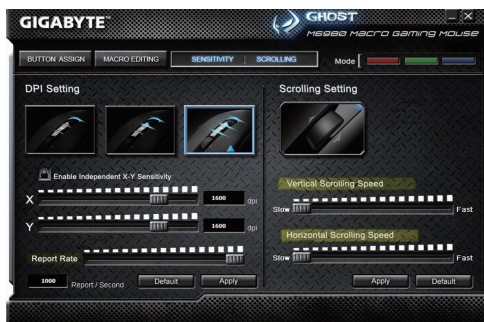 GIGABYTE™
GHOST™
M6980 Macro Gaming Mouse
BUTTON ASSIGN MACRO EDITING SENSITIVITY SCROLLING Mode
DPI Setting
Enable Independent X-Y Sensitivity
X 1600 dpi
Y 1600 dpi
Report Rate
1000 Report / Second Default Apply
Scrolling Setting
Vertical Scrolling Speed
Slow Fast
Horizontal Scrolling Speed
Slow Fast
Apply Default